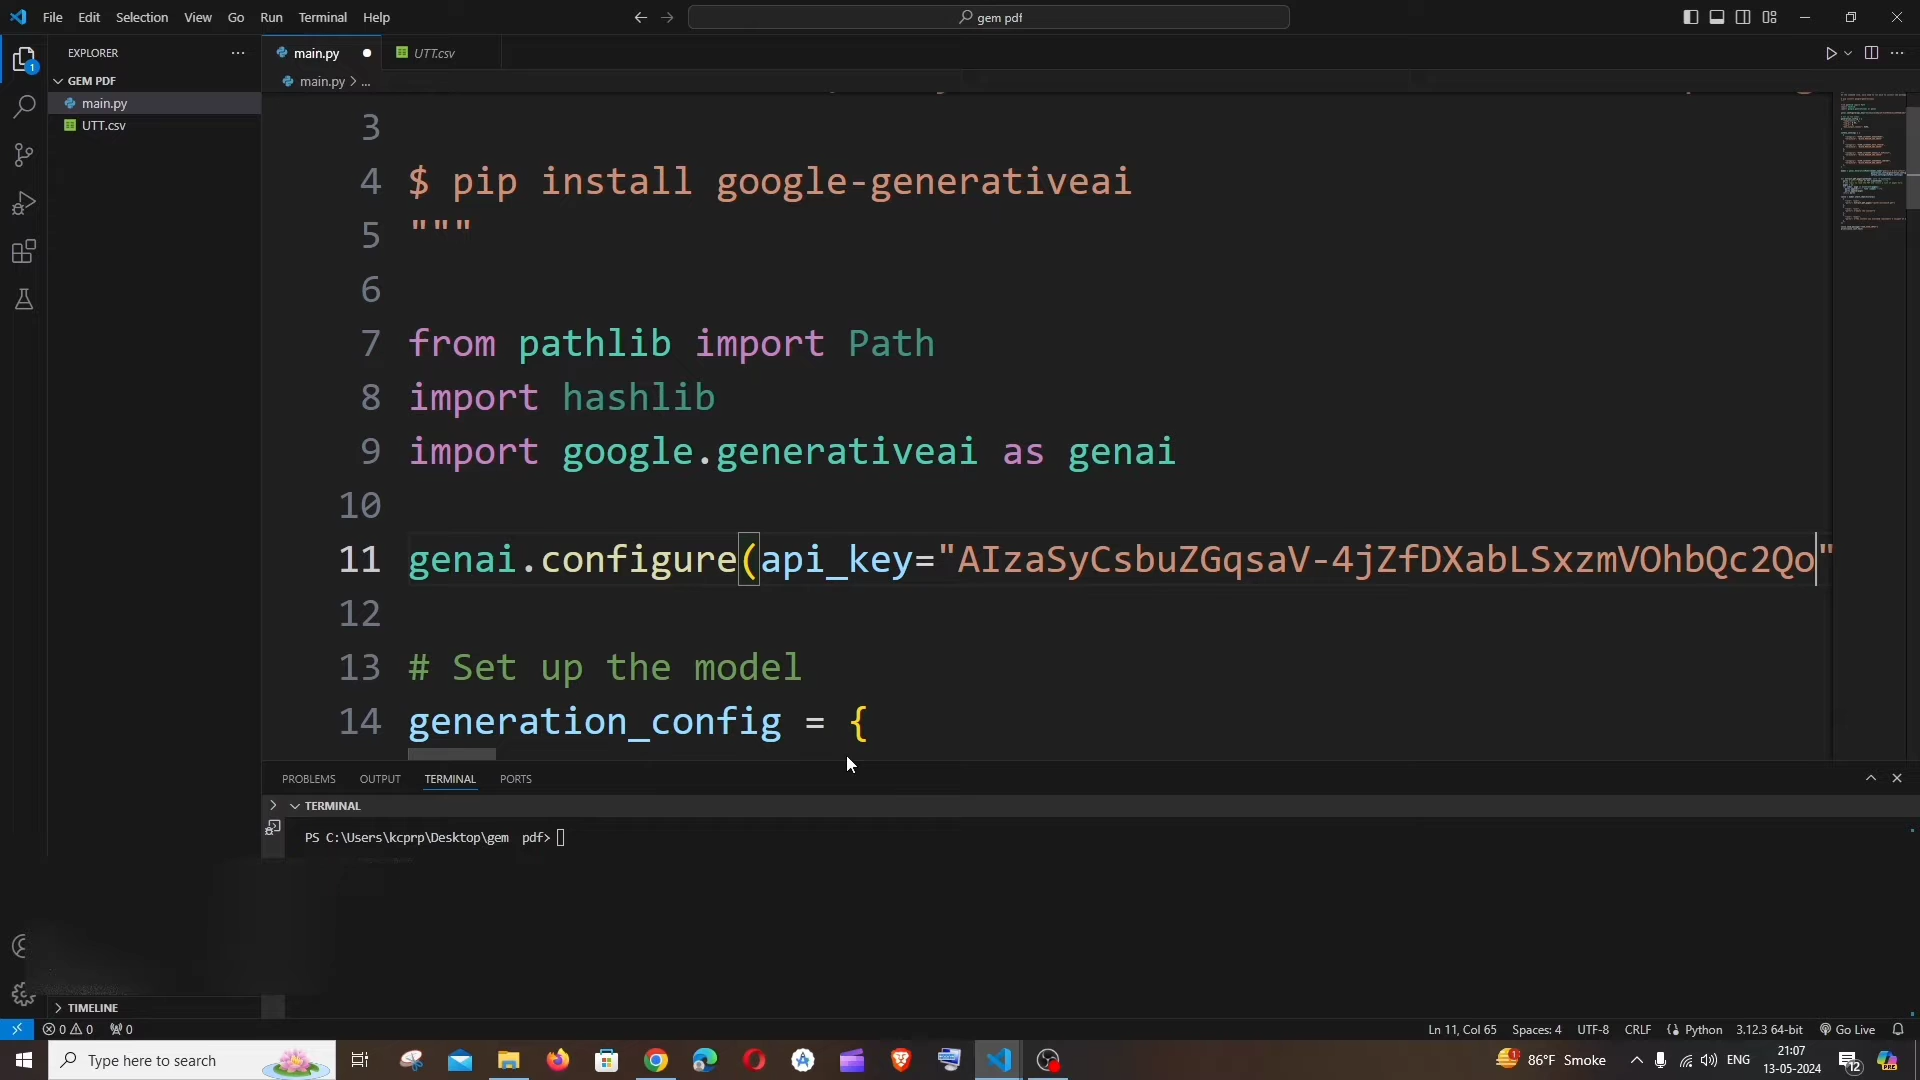 File Edit Selection View Go Run Terminal Help
gem pdf
EXPLORER
main.py
UTT.csv
GEM PDF
main.py > ...
main.py
UTT.csv
3
4 $ pip install google-generativeai
5 """
6
7 from pathlib import Path
8 import hashlib
9 import google.generativeai as genai
10
11 genai.configure(api_key="AIzaSyCsbuZGqsaV-4jZfDXabLSxzmVOhbQc2Qo"
12
13 # Set up the model
14 generation_config = {
PROBLEMS OUTPUT TERMINAL PORTS
TERMINAL
PS C:\Users\kcprp\Desktop\gem  pdf>
TIMELINE
0 0 0
Ln 11, Col 65 Spaces: 4 UTF-8 CRLF Python 3.12.3 64-bit Go Live
Type here to search
86°F Smoke
ENG
21:07
13-05-2024
12